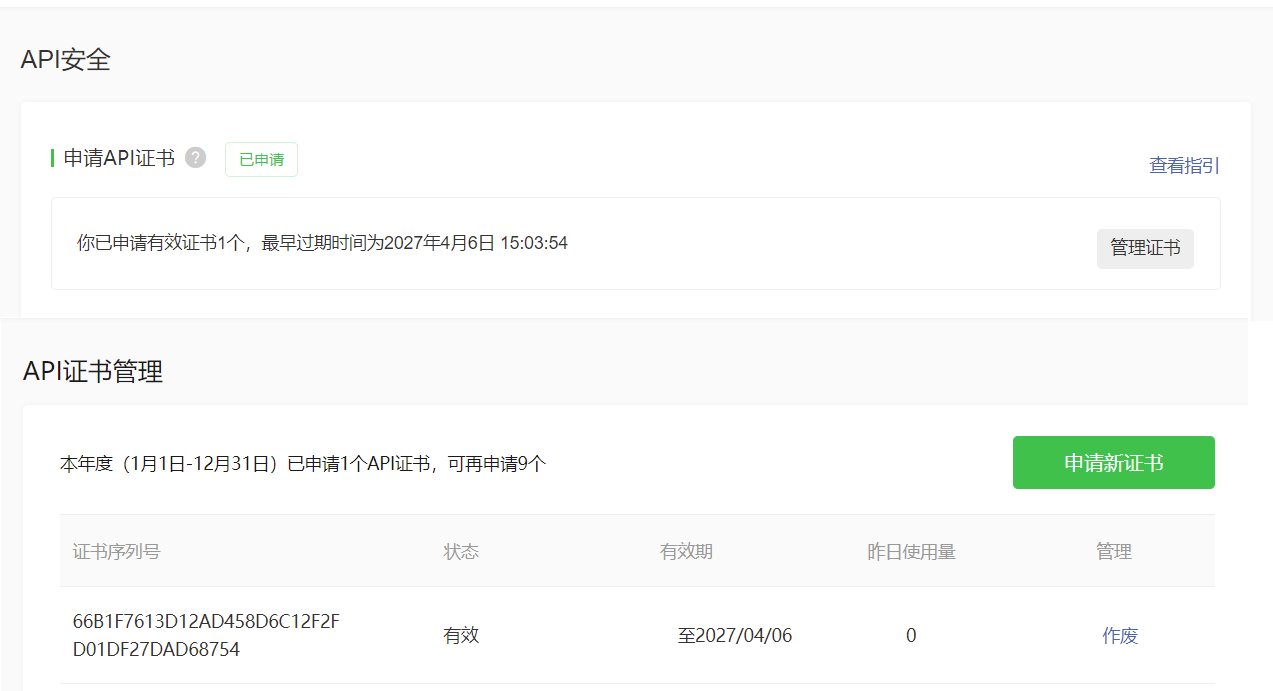 API安全
申请API证书 ? 已申请
查看指引
你已申请有效证书1个，最早过期时间为2027年4月6日 15:03:54
管理证书
API证书管理
本年度（1月1日-12月31日）已申请1个API证书，可再申请9个
申请新证书
证书序列号 状态 有效期 昨日使用量 管理
66B1F7613D12AD458D6C12F2F
D01DF27DAD68754
有效 至2027/04/06 0 作废